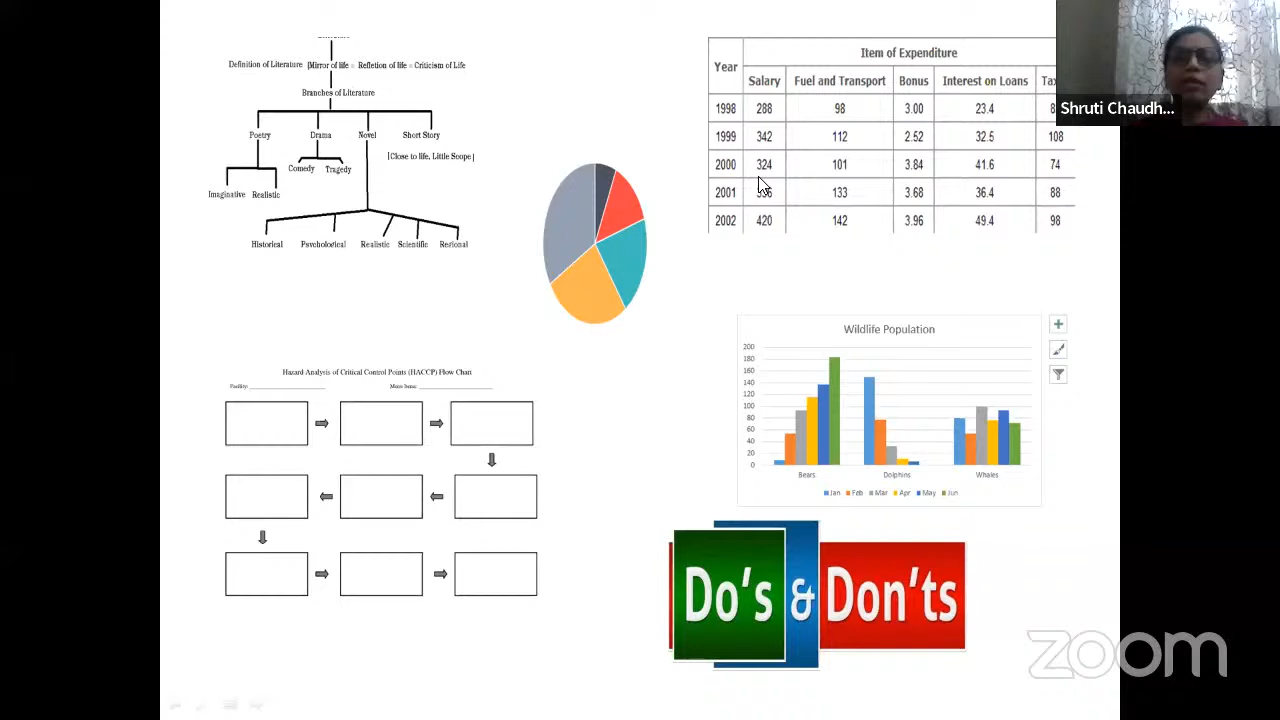 Definition of Literature [Mirror of life = Refletion of life = Criticism of Life
Branches of Literature
Poetry Drama Novel Short Story
[Close to life, Little Scope]
Comedy Tragedy
Imaginative Realistic
Historical Psychological Realistic Scientific Regional
Item of Expenditure
Year
Salary Fuel and Transport Bonus Interest on Loans
1998 288 98 3.00 23.4
1999 342 112 2.52 32.5 108
2000 324 101 3.84 41.6 74
2001 133 3.68 36.4 88
2002 420 142 3.96 49.4 98
Shruti Chaudh...
Hazard Analysis of Critical Control Points (HACCP) Flow Chart
Facility: Menu Item:
Wildlife Population
200
180
160
140
120
100
80
60
40
20
0
Bears Dolphins Whales
Jan Feb Mar Apr May Jun
Do's & Don'ts
zoom